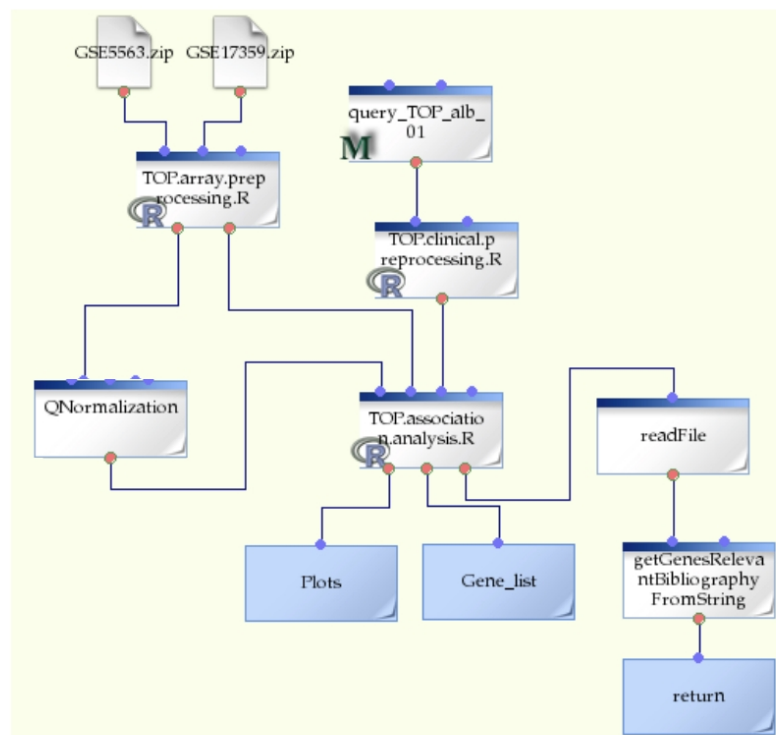 GSE5563.zip
GSE17359.zip
query_TOP_alb_
01
M
TOP.array.prep
rocessing.R
R
TOP.clinical.p
reprocessing.R
R
QNormalization
TOP.associatio
n.analysis.R
R
readFile
Plots
Gene_list
getGenesReleva
ntBibliography
FromString
return